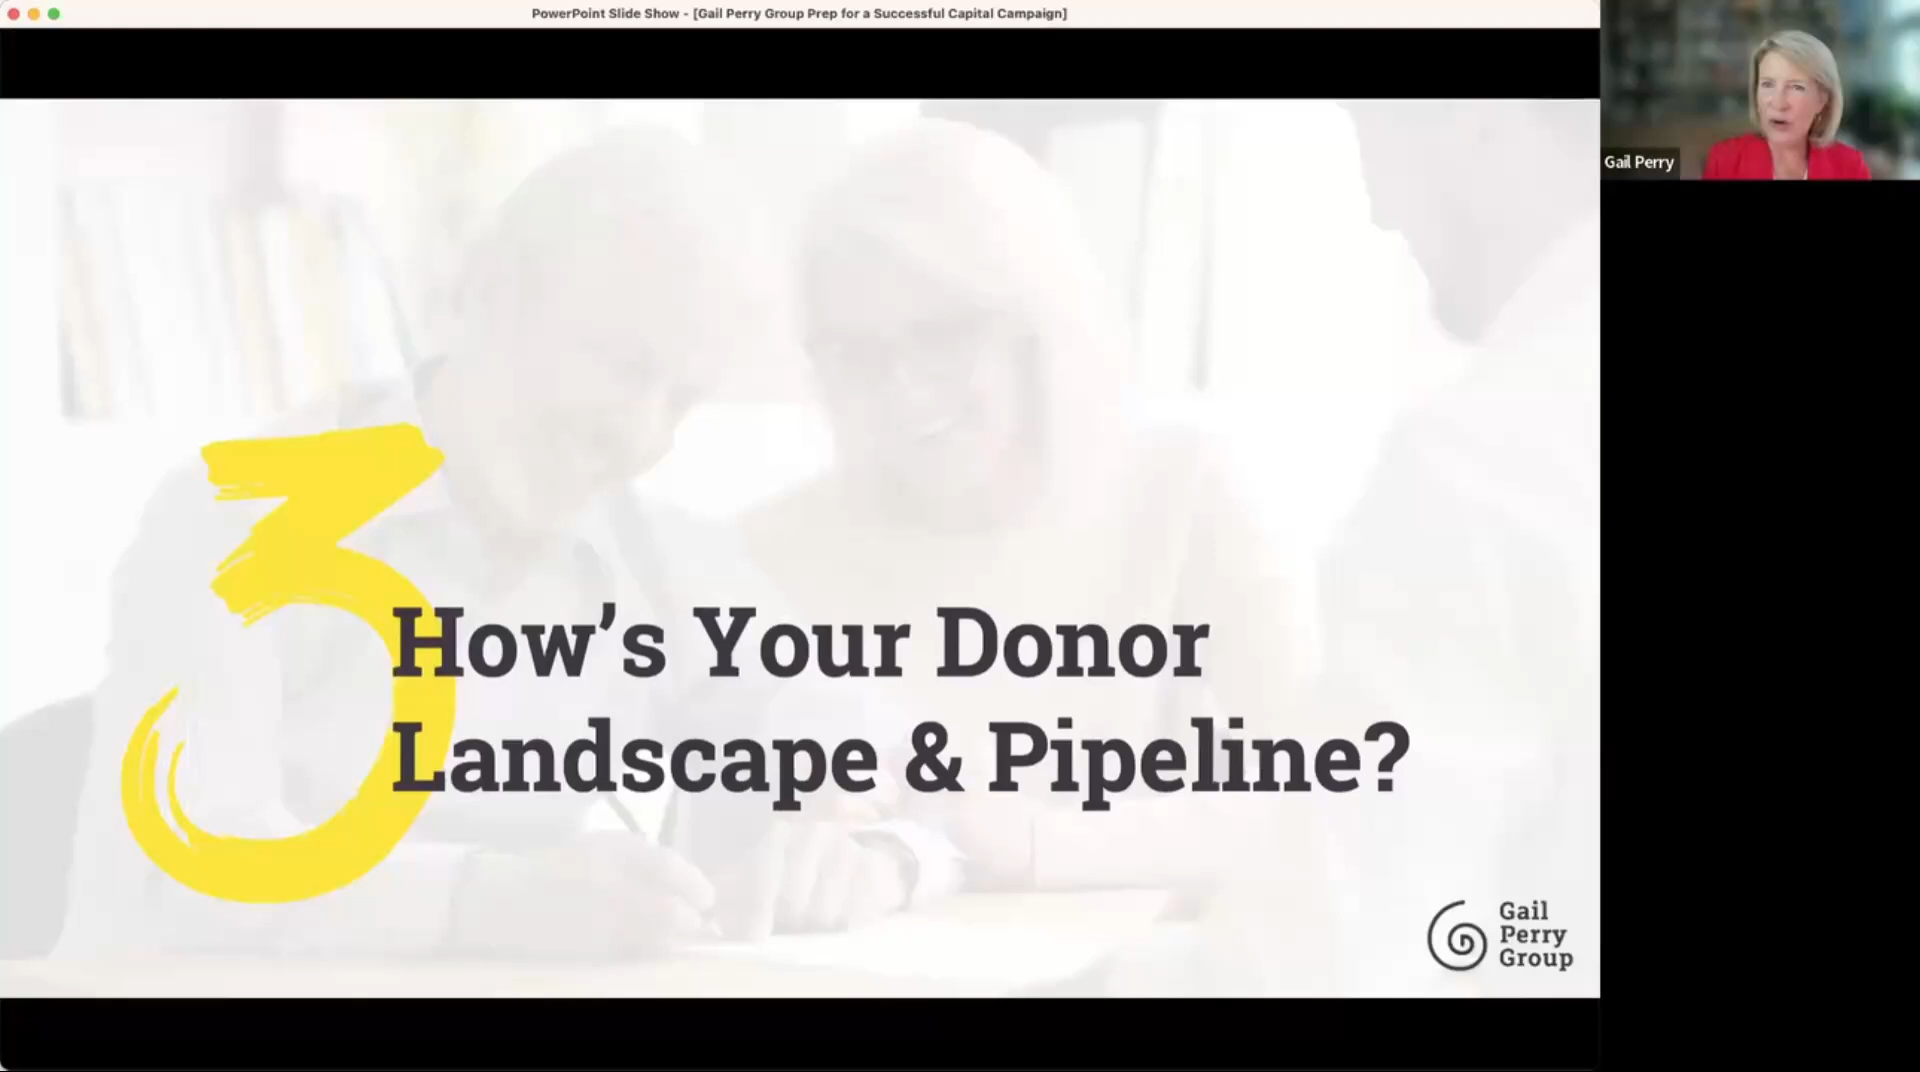 PowerPoint Slide Show - [Gail Perry Group Prep for a Successful Capital Campaign]
Gail Perry
3
How’s Your Donor
Landscape & Pipeline?
Gail
Perry
Group